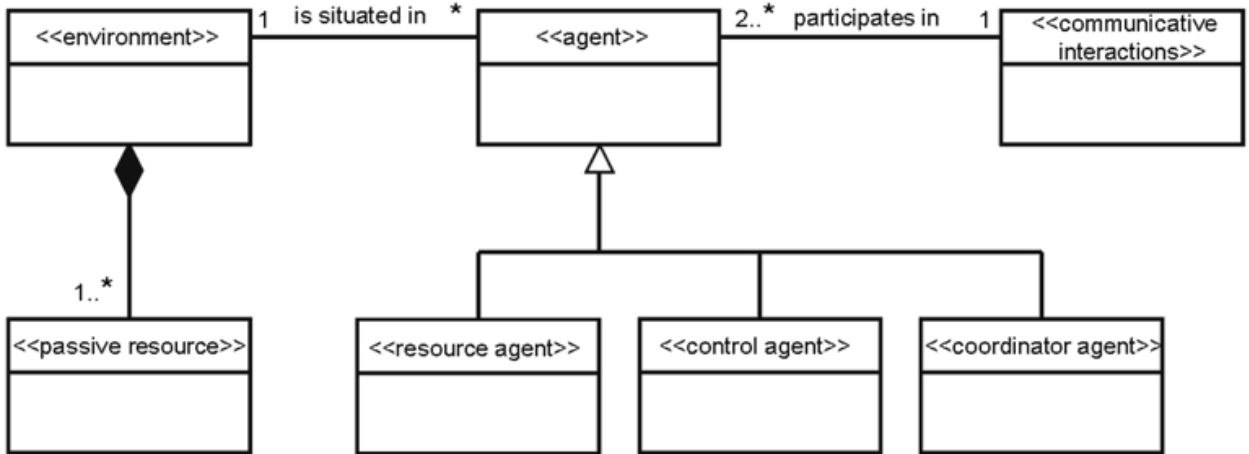 <<environment>>
1 is situated in *
<<agent>>
2..* participates in 1
<<communicative
interactions>>
1..*
<<passive resource>>
<<resource agent>>
<<control agent>>
<<coordinator agent>>